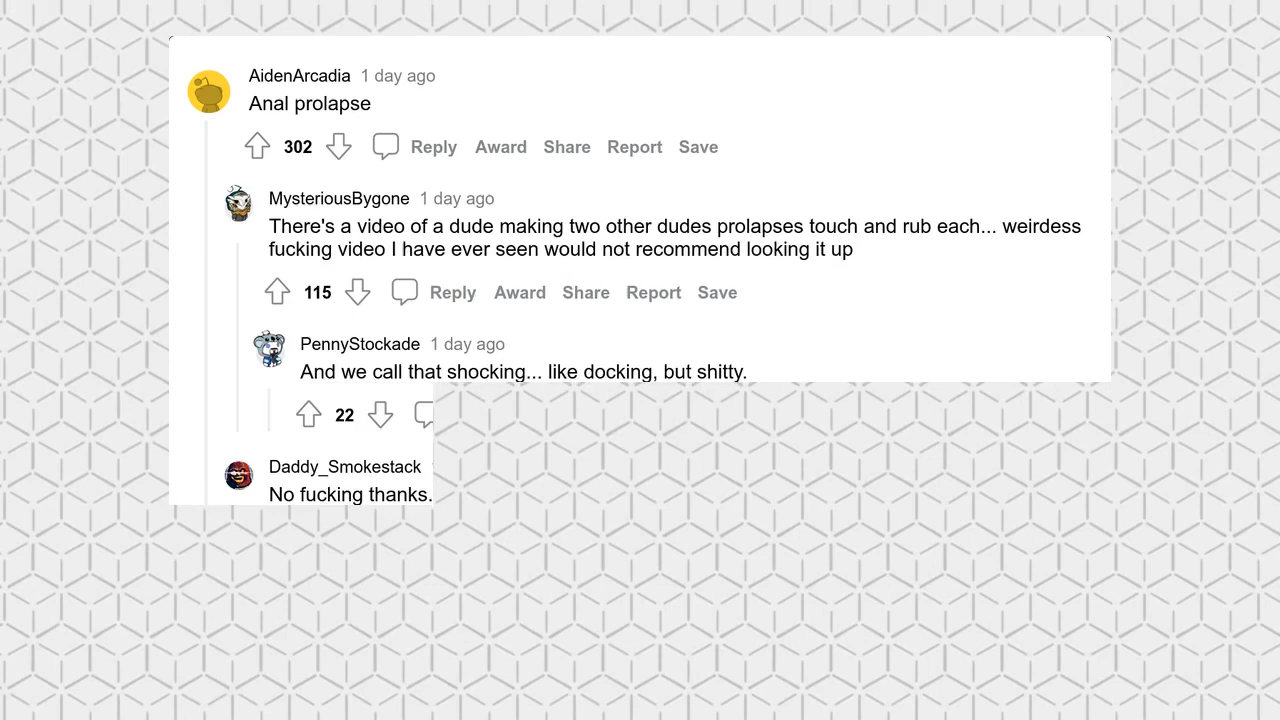 AidenArcadia 1 day ago
Anal prolapse
302 Reply Award Share Report Save
MysteriousBygone 1 day ago
There's a video of a dude making two other dudes prolapses touch and rub each... weirdess
fucking video I have ever seen would not recommend looking it up
115 Reply Award Share Report Save
PennyStockade 1 day ago
And we call that shocking... like docking, but shitty.
22
Daddy_Smokestack
No fucking thanks.